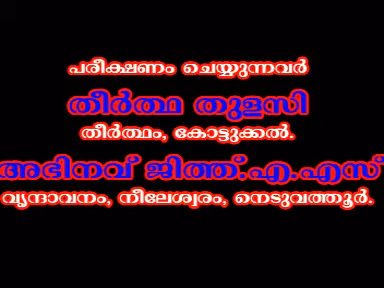 പരീക്ഷണം ചെയ്യുന്നവർ
തീർത്ഥ തുളസി
തീർത്ഥം, കോട്ടുക്കൽ.
അഭിനവ് ജിത്ത്.എ.എസ്
വൃന്ദാവനം, നീലേശ്വരം, നെടുവത്തൂർ.